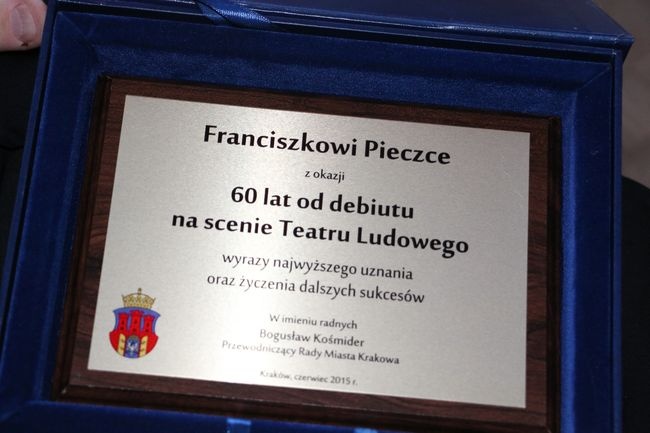 Franciszkowi Pieczce
z okazji
60 lat od debiutu
na scenie Teatru Ludowego
wyrazy najwyższego uznania
oraz życzenia dalszych sukcesów
W imieniu radnych
Bogusław Kośmider
Przewodniczący Rady Miasta Krakowa
Kraków, czerwiec 2015 r.